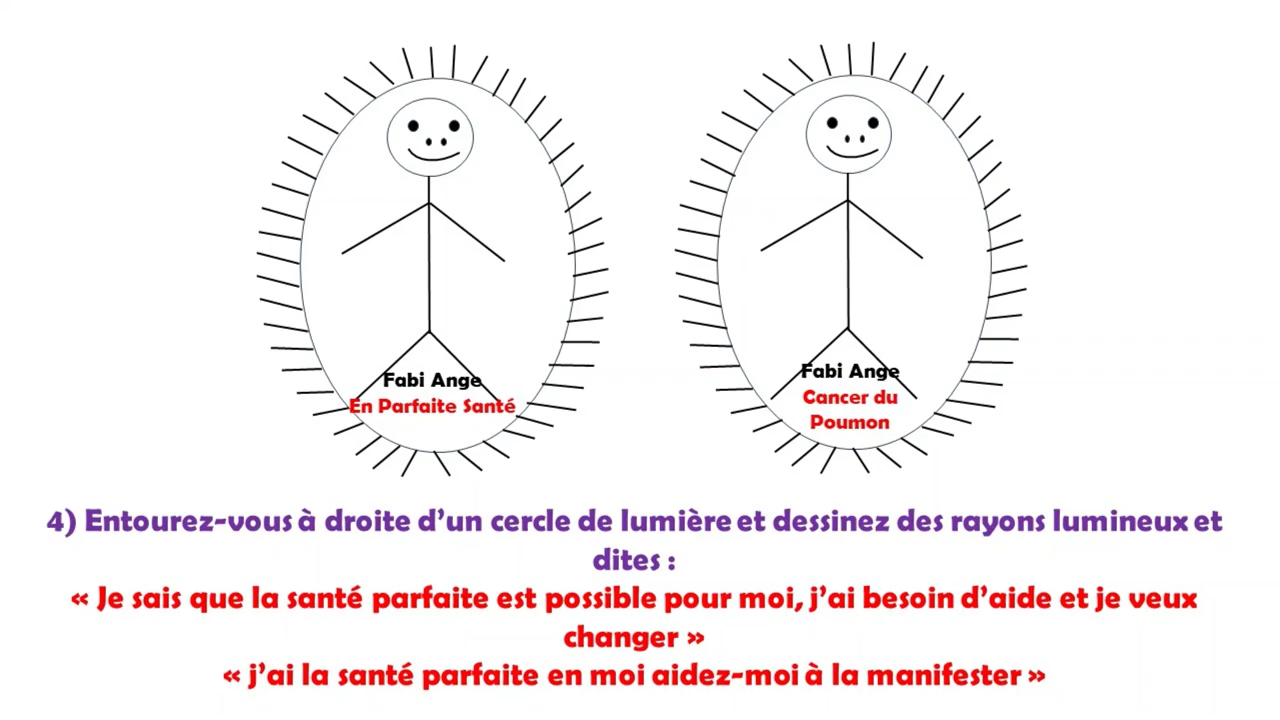 Fabi Ange
En Parfaite Santé
Fabi Ange
Cancer du
Poumon
4) Entourez-vous à droite d’un cercle de lumière et dessinez des rayons lumineux et
dites :
« Je sais que la santé parfaite est possible pour moi, j’ai besoin d’aide et je veux
changer »
« j’ai la santé parfaite en moi aidez-moi à la manifester »